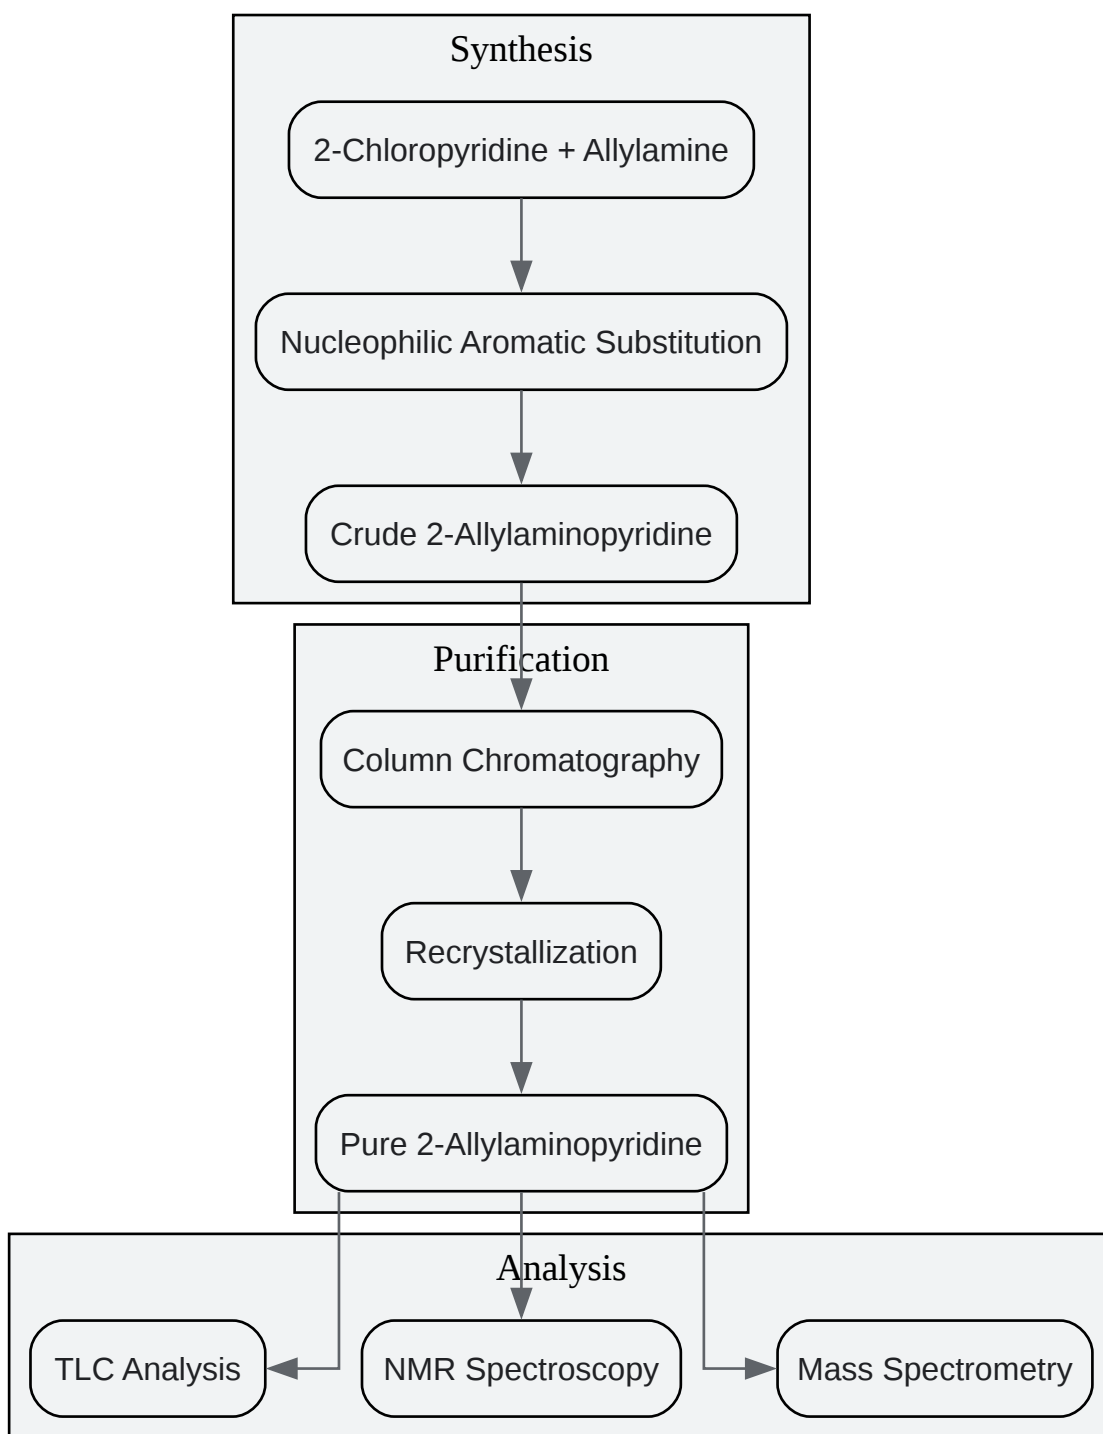 Synthesis
2-Chloropyridine + Allylamine
Nucleophilic Aromatic Substitution
Crude 2-Allylaminopyridine
Purification
Column Chromatography
Recrystallization
Pure 2-Allylaminopyridine
Analysis
TLC Analysis
NMR Spectroscopy
Mass Spectrometry